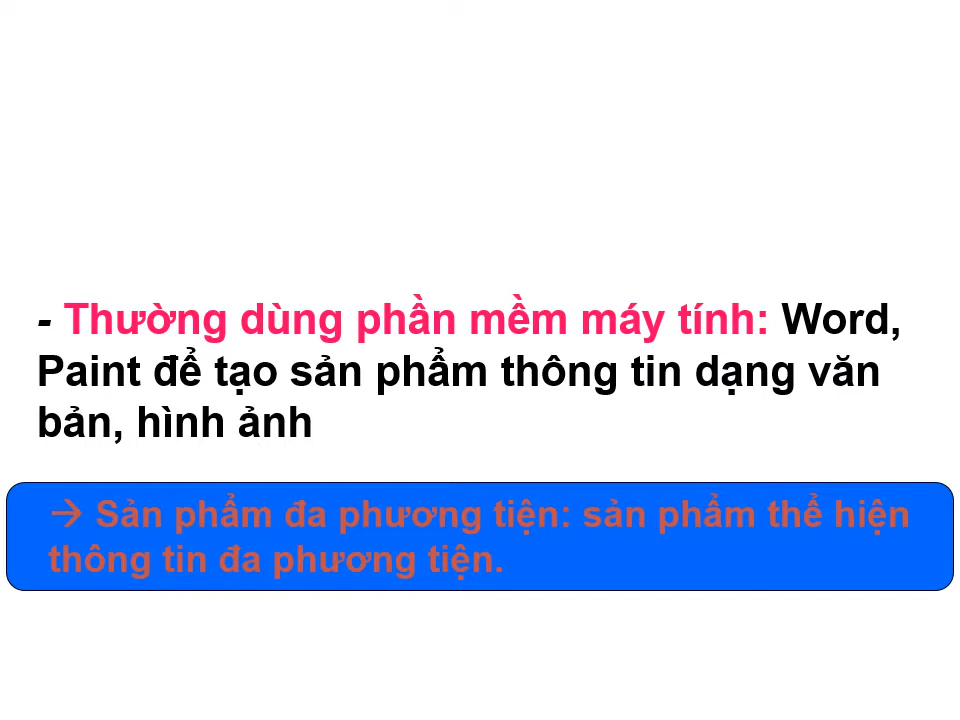 - Thường dùng phần mềm máy tính: Word,
Paint để tạo sản phẩm thông tin dạng văn
bản, hình ảnh
→ Sản phẩm đa phương tiện: sản phẩm thể hiện
thông tin đa phương tiện.